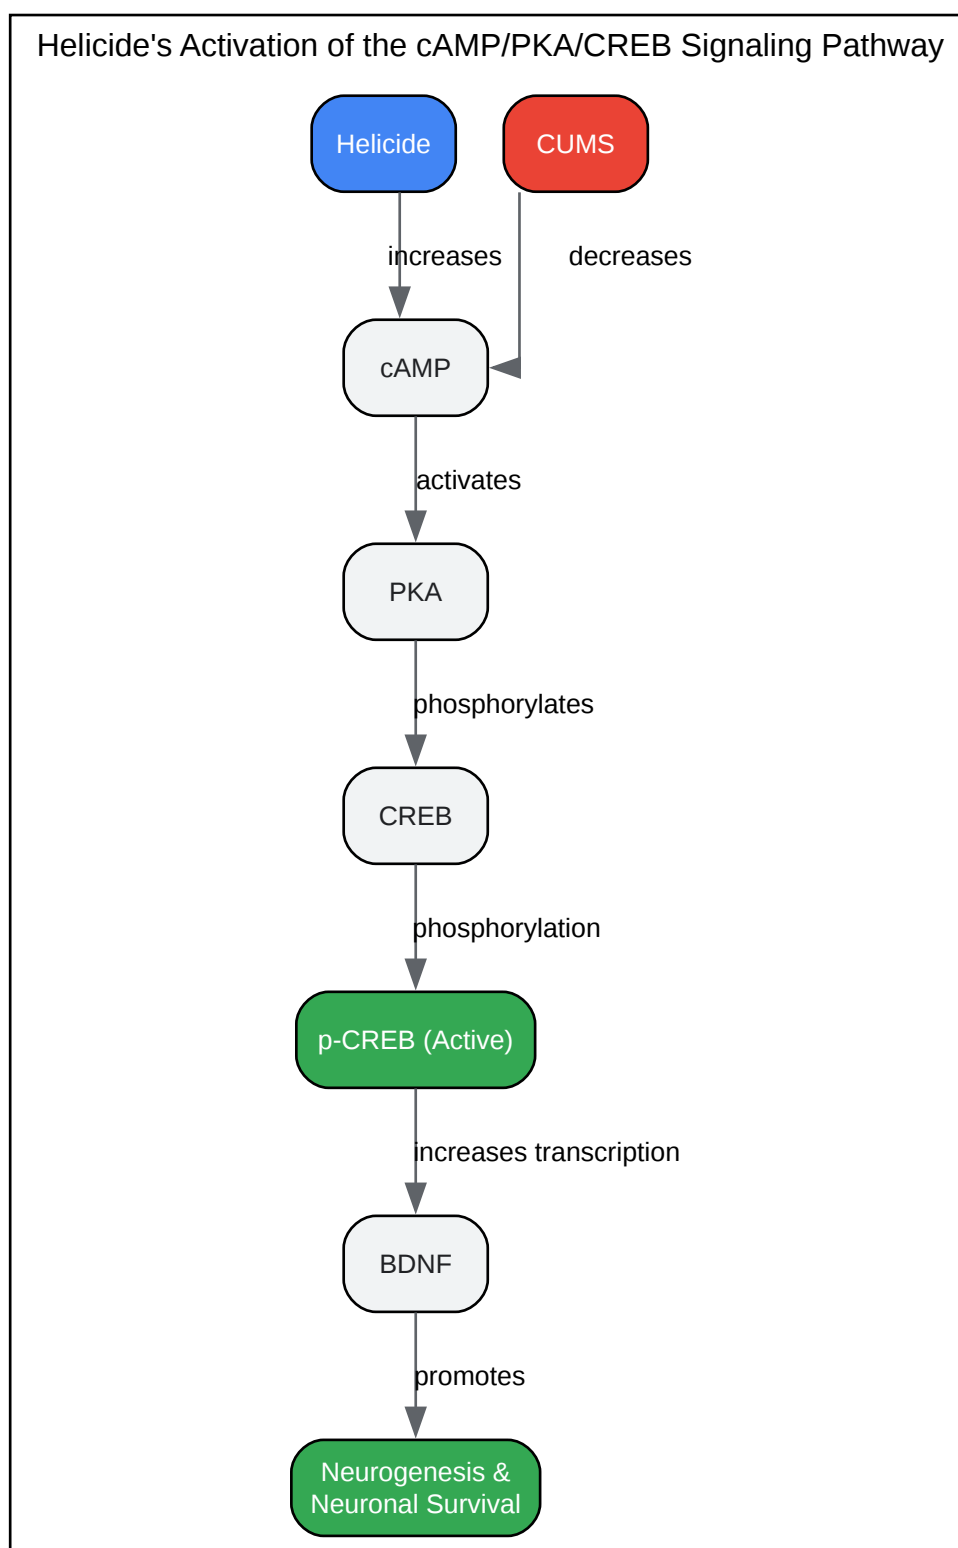 Helicide's Activation of the cAMP/PKA/CREB Signaling Pathway
Helicide
CUMS
increases
decreases
cAMP
activates
PKA
phosphorylates
CREB
phosphorylation
p-CREB (Active)
increases transcription
BDNF
promotes
Neurogenesis &
Neuronal Survival